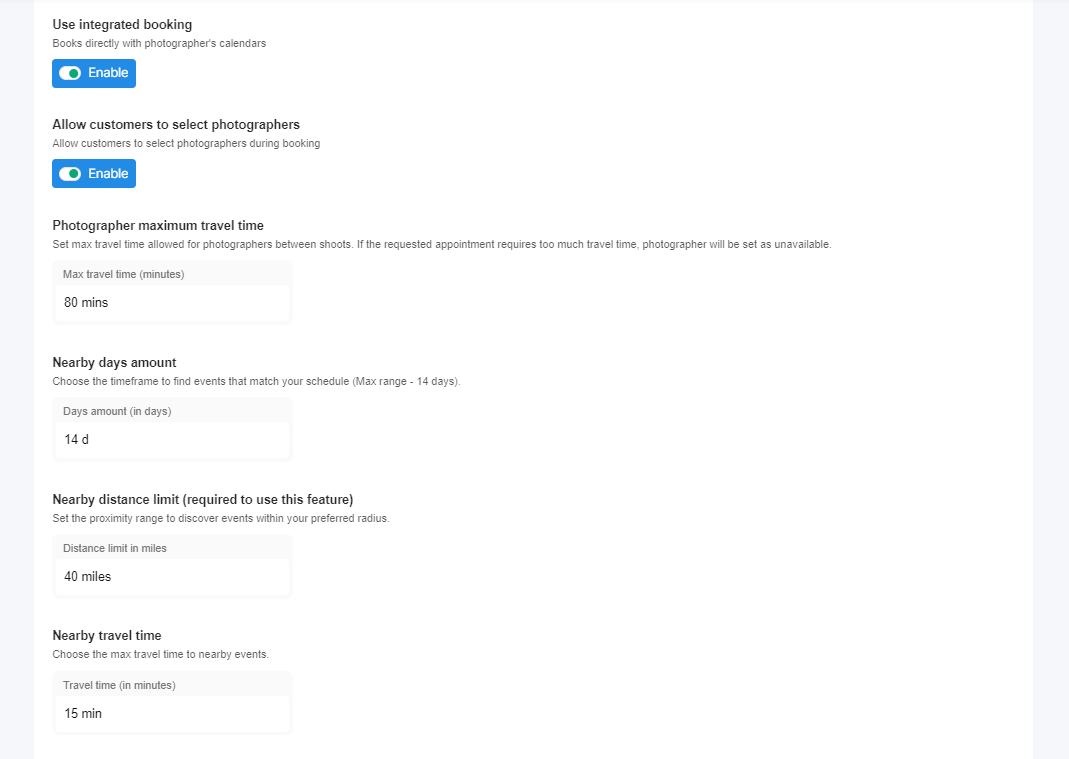 Use integrated booking
Books directly with photographer's calendars
Enable
Allow customers to select photographers
Allow customers to select photographers during booking
Enable
Photographer maximum travel time
Set max travel time allowed for photographers between shoots. If the requested appointment requires too much travel time, photographer will be set as unavailable.
Max travel time (minutes)
80 mins
Nearby days amount
Choose the timeframe to find events that match your schedule (Max range - 14 days).
Days amount (in days)
14 d
Nearby distance limit (required to use this feature)
Set the proximity range to discover events within your preferred radius.
Distance limit in miles
40 miles
Nearby travel time
Choose the max travel time to nearby events.
Travel time (in minutes)
15 min